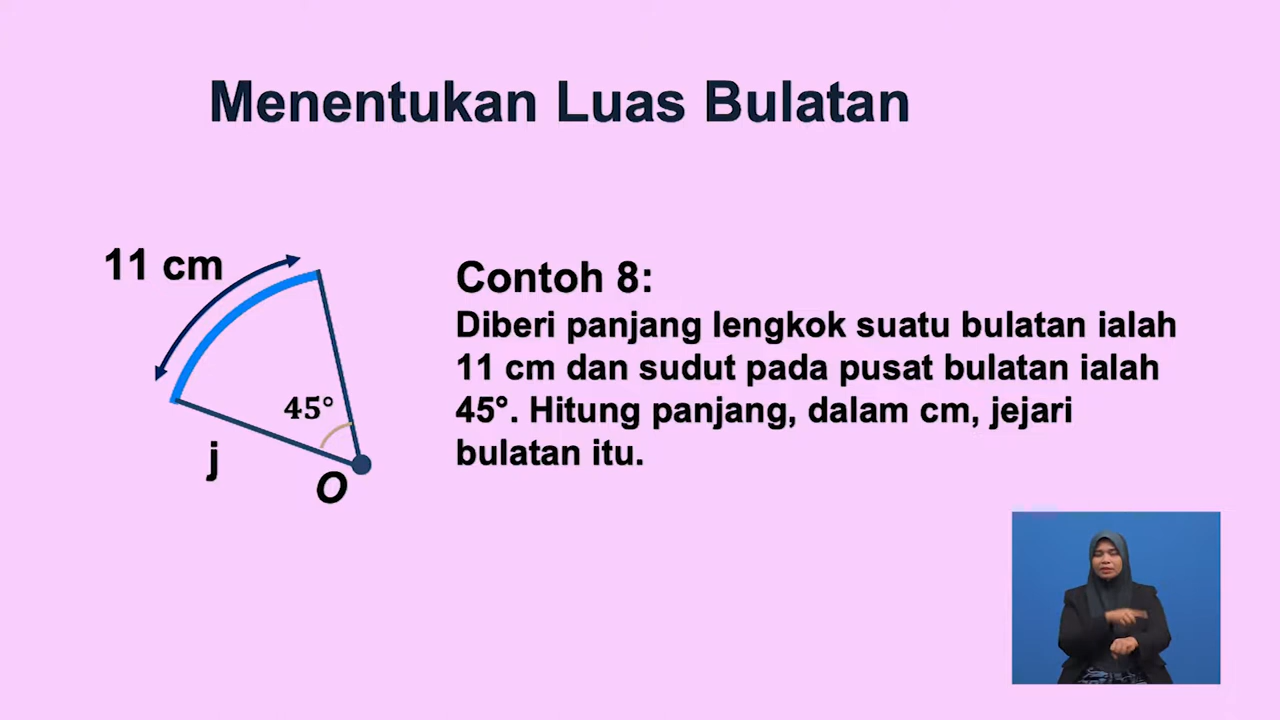 Menentukan Luas Bulatan
11 cm
45°
j
O
Contoh 8:
Diberi panjang lengkok suatu bulatan ialah
11 cm dan sudut pada pusat bulatan ialah
45°. Hitung panjang, dalam cm, jejari
bulatan itu.